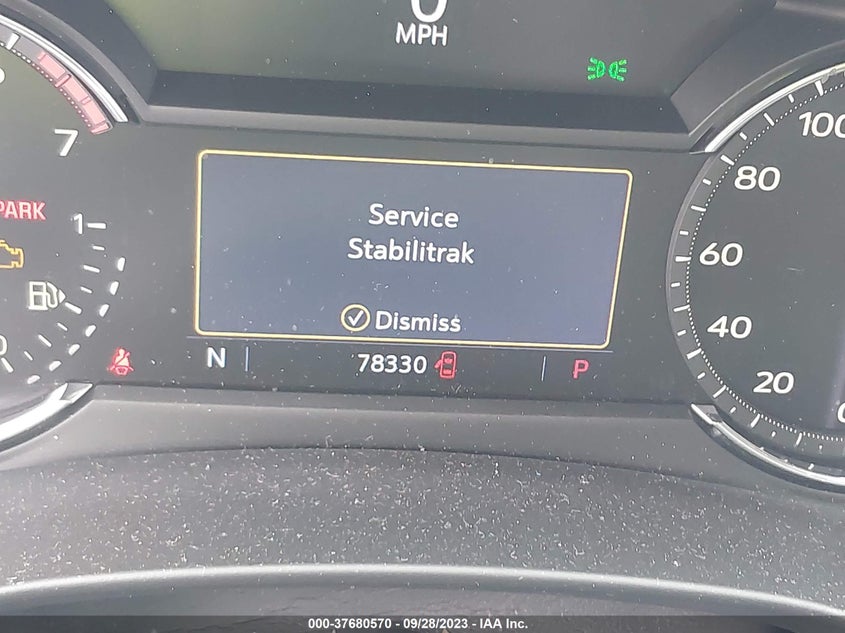 0
MPH
7
PARK
1
100
80
60
40
20
Service
Stabilitrak
Dismiss
N
78330
P
000-37680570 - 09/28/2023 - IAA Inc.